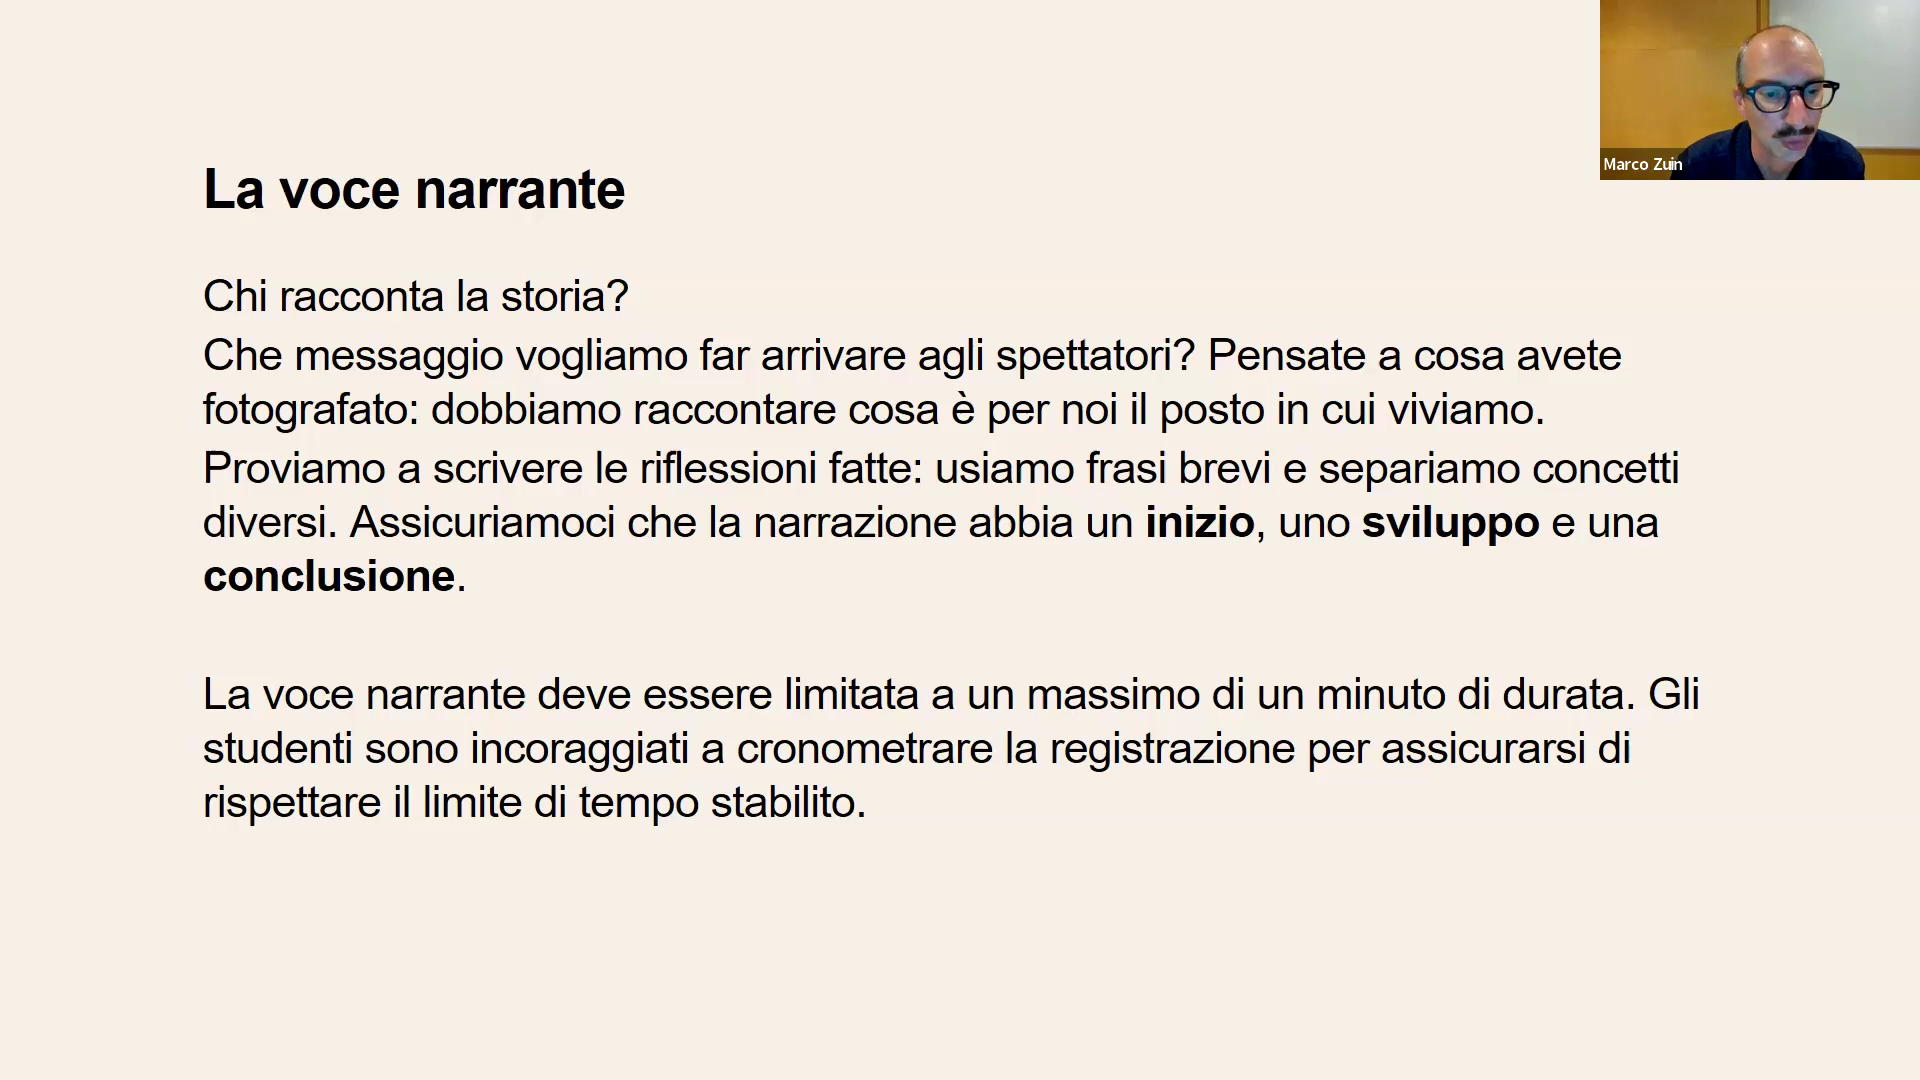 La voce narrante
Chi racconta la storia?
Che messaggio vogliamo far arrivare agli spettatori? Pensate a cosa avete
fotografato: dobbiamo raccontare cosa è per noi il posto in cui viviamo.
Proviamo a scrivere le riflessioni fatte: usiamo frasi brevi e separiamo concetti
diversi. Assicuriamoci che la narrazione abbia un inizio, uno sviluppo e una
conclusione.
La voce narrante deve essere limitata a un massimo di un minuto di durata. Gli
studenti sono incoraggiati a cronometrare la registrazione per assicurarsi di
rispettare il limite di tempo stabilito.
Marco Zuin